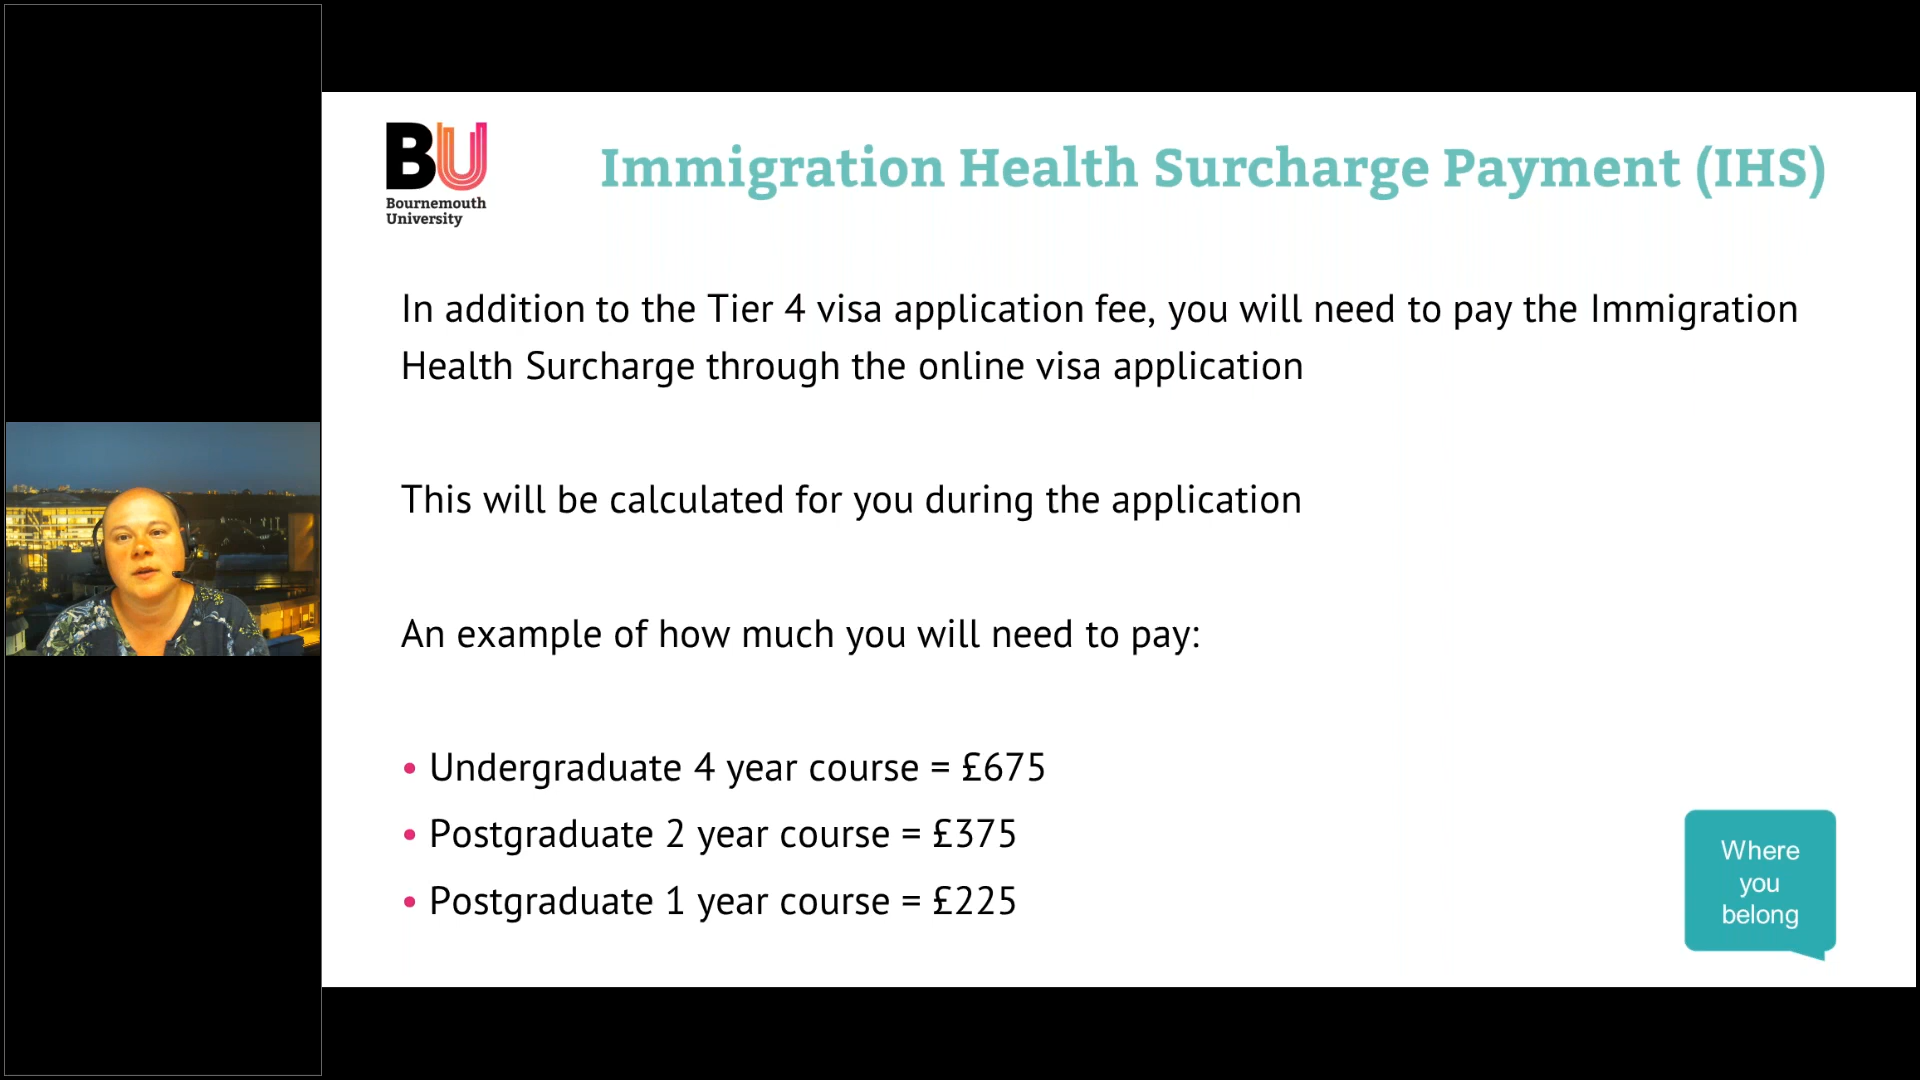 BU
Bournemouth
University
Immigration Health Surcharge Payment (IHS)
In addition to the Tier 4 visa application fee, you will need to pay the Immigration
Health Surcharge through the online visa application
This will be calculated for you during the application
An example of how much you will need to pay:
• Undergraduate 4 year course = £675
• Postgraduate 2 year course = £375
• Postgraduate 1 year course = £225
Where
you
belong